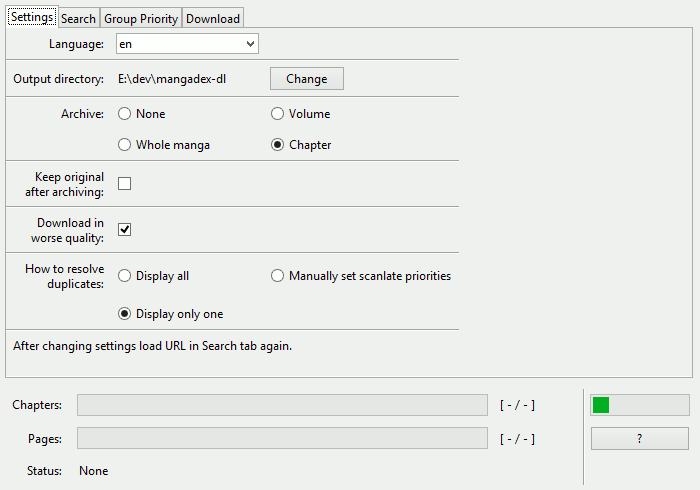 Settings Search Group Priority Download
Language: en
Output directory: E:\dev\mangadex-dl Change
Archive: None Volume
Whole manga Chapter
Keep original
after archiving:
Download in
worse quality:
How to resolve
duplicates:
Display all Manually set scanlate priorities
Display only one
After changing settings load URL in Search tab again.
Chapters: [ - / - ]
Pages: [ - / - ] ?
Status: None